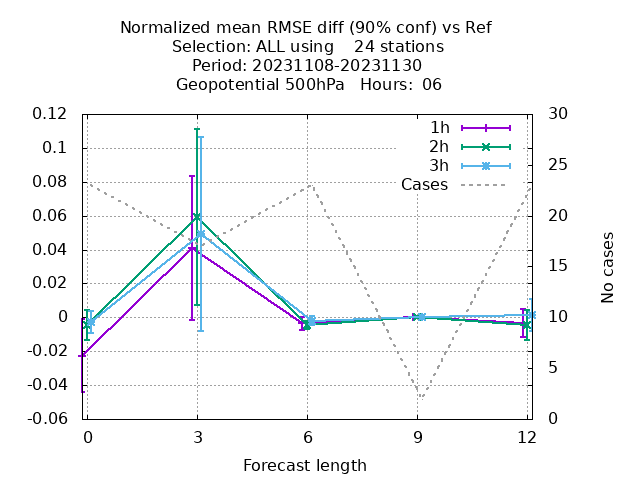 Normalized mean RMSE diff (90% conf) vs Ref
Selection: ALL using    24 stations
Period: 20231108-20231130
Geopotential 500hPa   Hours:  06
0.12
0.1
0.08
0.06
0.04
0.02
0
-0.02
-0.04
-0.06
30
25
20
15
10
5
0
1h
2h
3h
Cases
No cases
0 3 6 9 12
Forecast length